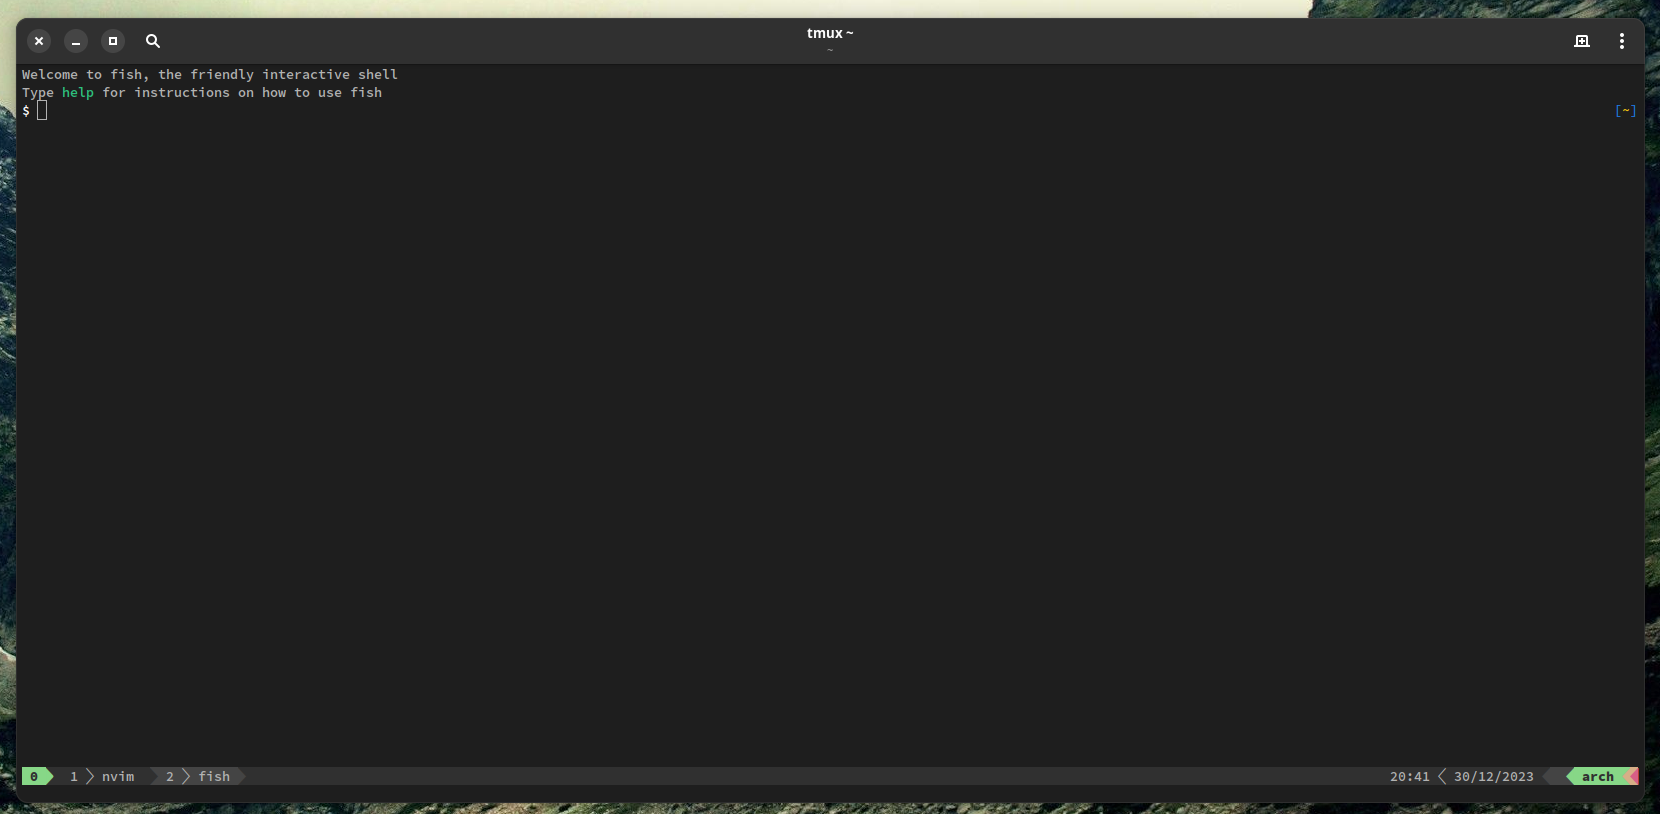 tmux ~
~
Welcome to fish, the friendly interactive shell
Type help for instructions on how to use fish
$ [~]
0 1 nvim 2 fish 20:41 30/12/2023 arch